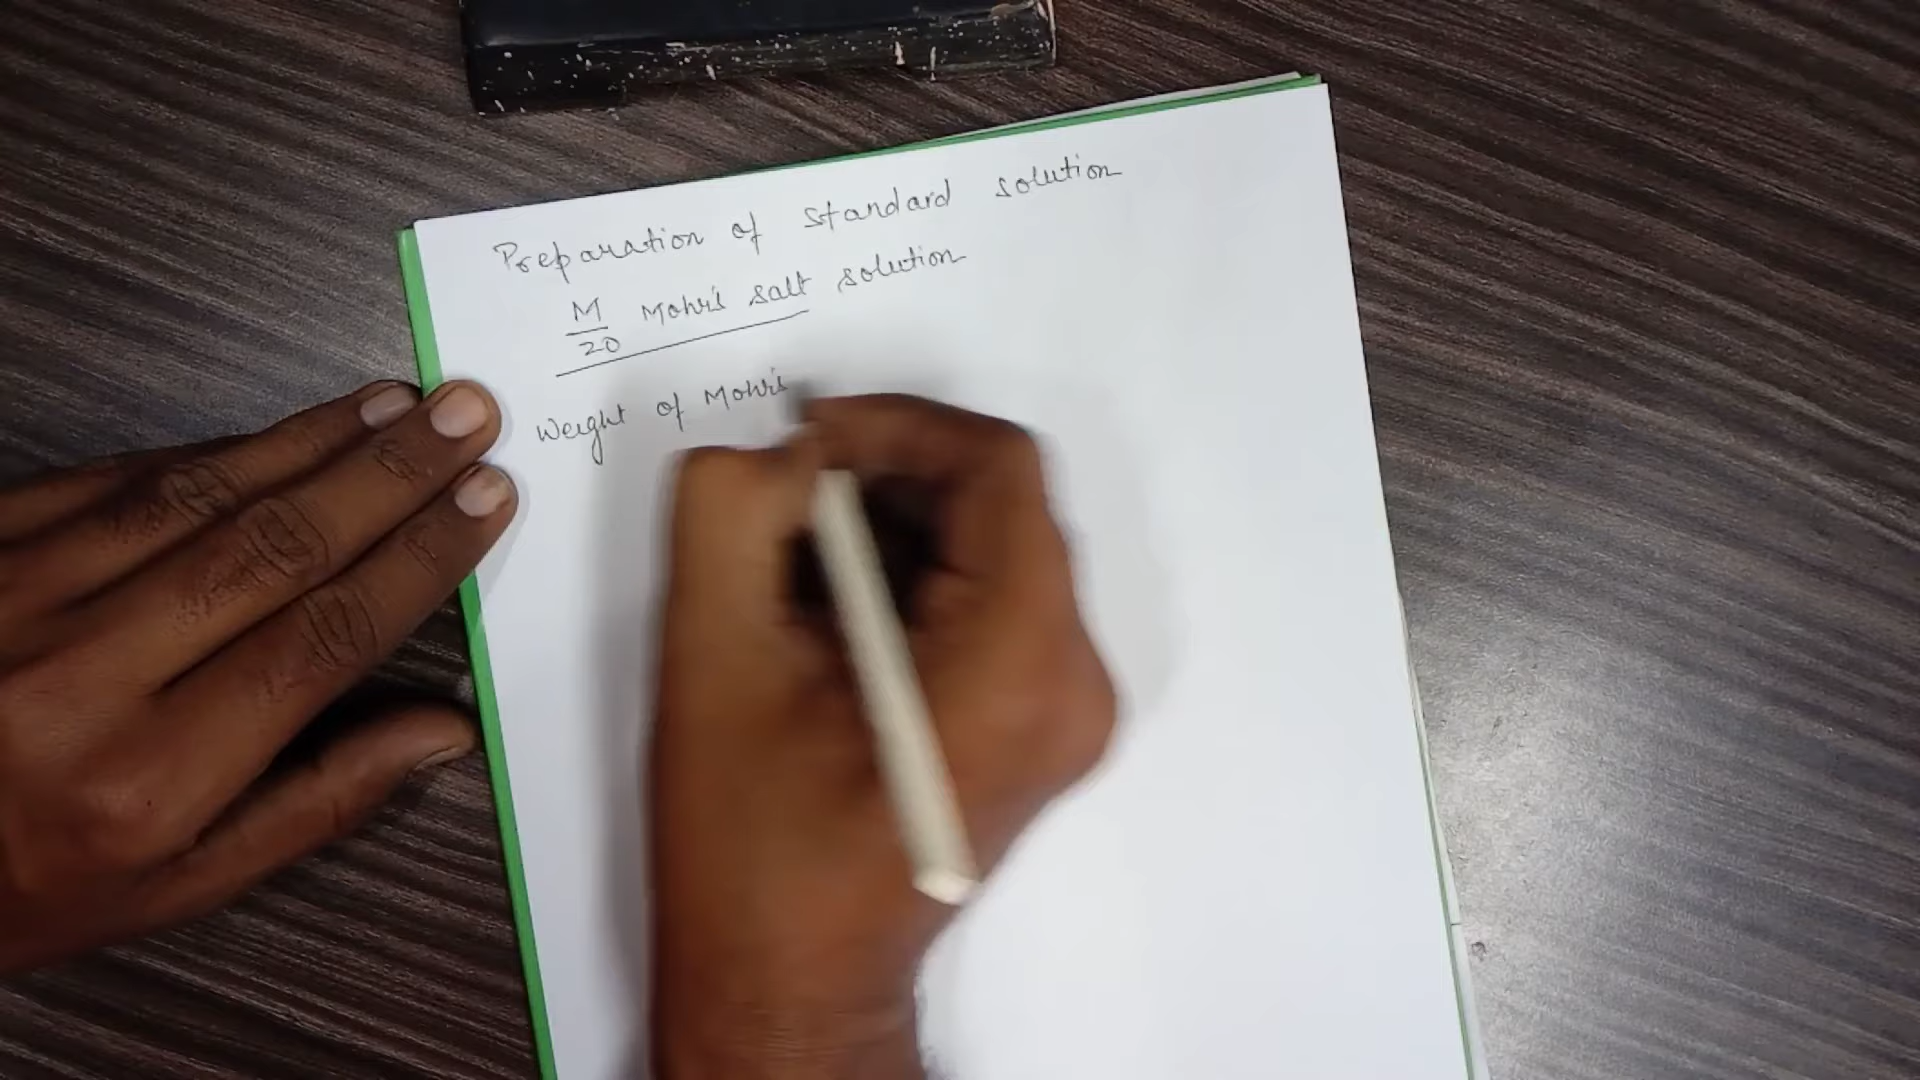 Preparation of standard solution
M/20 Mohr's salt solution
Weight of Mohr's